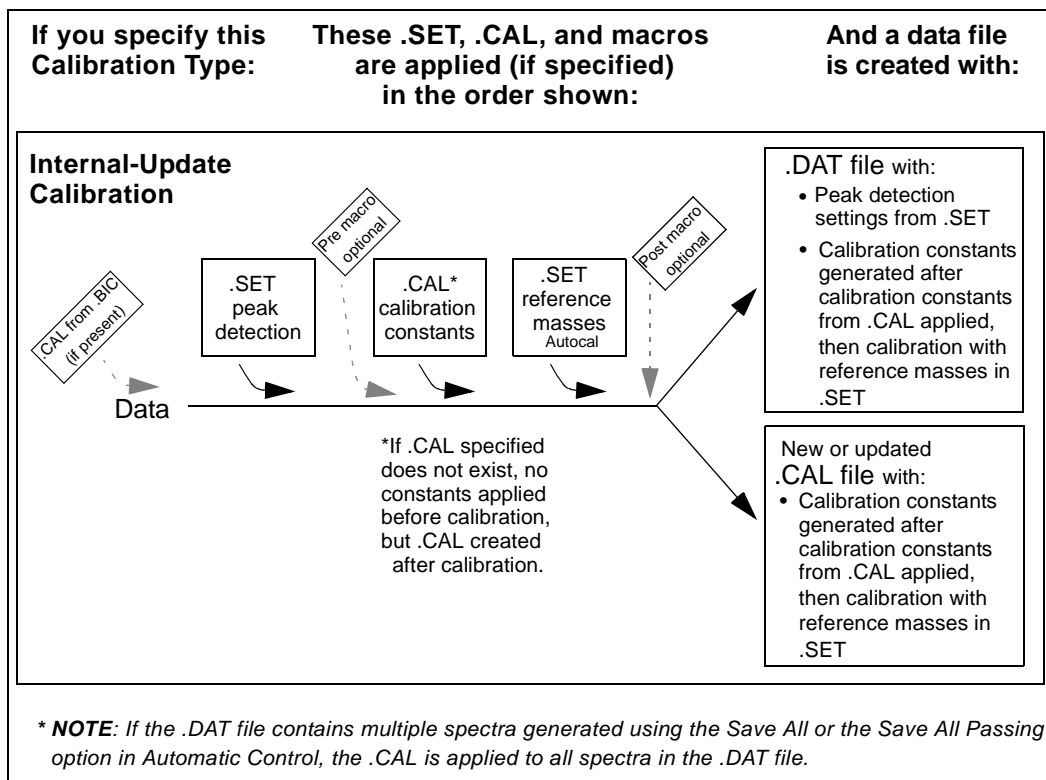 If you specify this
Calibration Type:
These .SET, .CAL, and macros
are applied (if specified)
in the order shown:
And a data file
is created with:
Internal-Update
Calibration
.CAL from .BIC
(if present)
Data
.SET
peak
detection
Pre macro
optional
.CAL*
calibration
constants
.SET
reference
masses
Autocal
Post macro
optional
*If .CAL specified
does not exist, no
constants applied
before calibration,
but .CAL created
after calibration.
.DAT file with:
• Peak detection
settings from .SET
• Calibration constants
generated after
calibration constants
from .CAL applied,
then calibration with
reference masses in
.SET
New or updated
.CAL file with:
• Calibration constants
generated after
calibration constants
from .CAL applied,
then calibration with
reference masses in
.SET
* NOTE: If the .DAT file contains multiple spectra generated using the Save All or the Save All Passing
option in Automatic Control, the .CAL is applied to all spectra in the .DAT file.